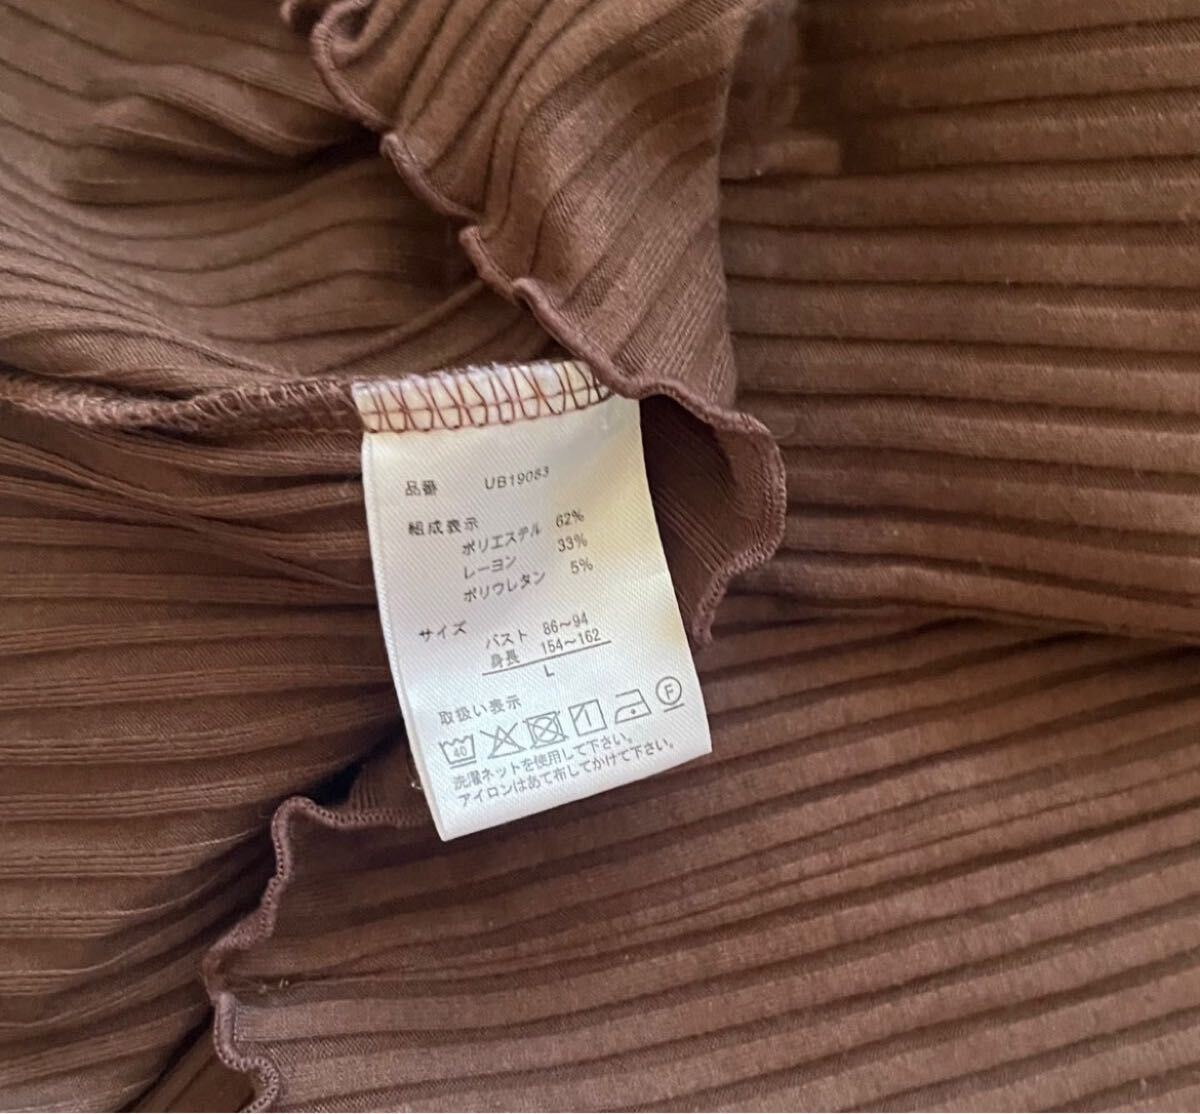 品番 UB19053
組成表示
ポリエステル 62%
レーヨン 33%
ポリウレタン 5%
サイズ
バスト 86～94
身長 154～162
L
取扱い表示
40 F
洗濯ネットを使用して下さい。
アイロンはあて布してかけて下さい。